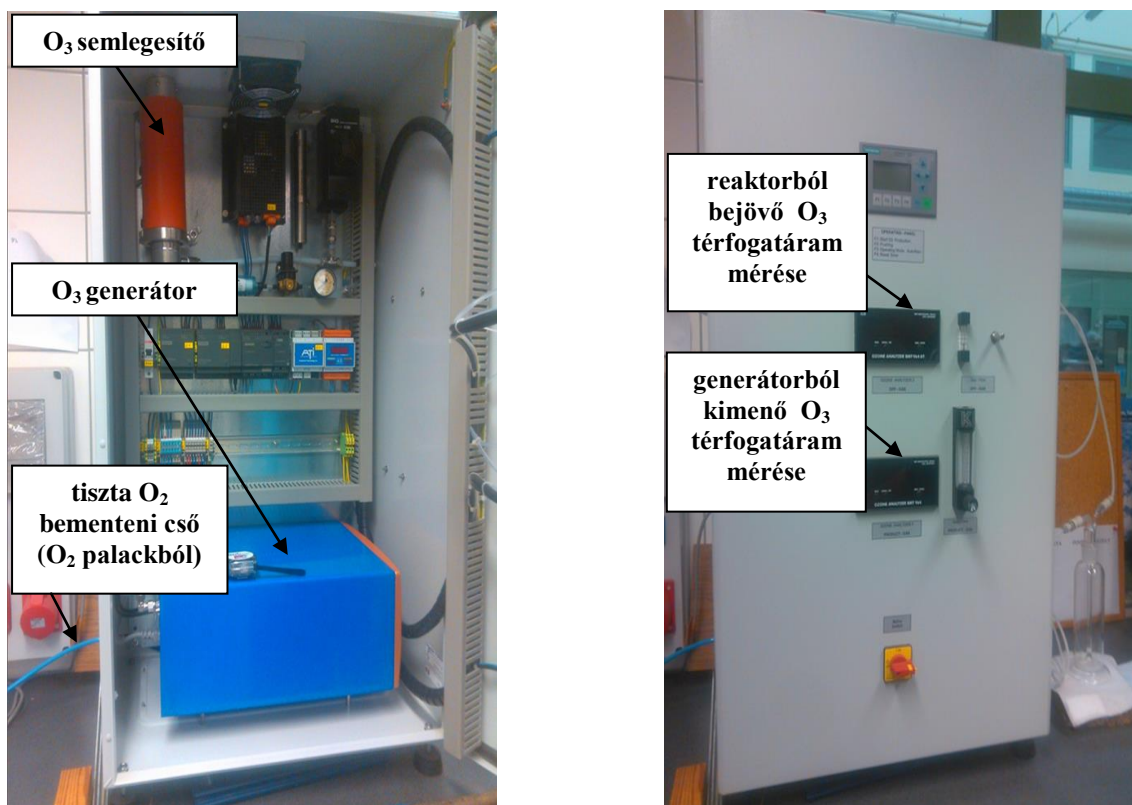 O₃ semlegesítő
O₃ generátor
tiszta O₂
bementeni cső
(O₂ palackból)
reaktorból
bejövő O₃
térfogatáram
mérése
generátorból
kimenő O₃
térfogatáram
mérése
ATi